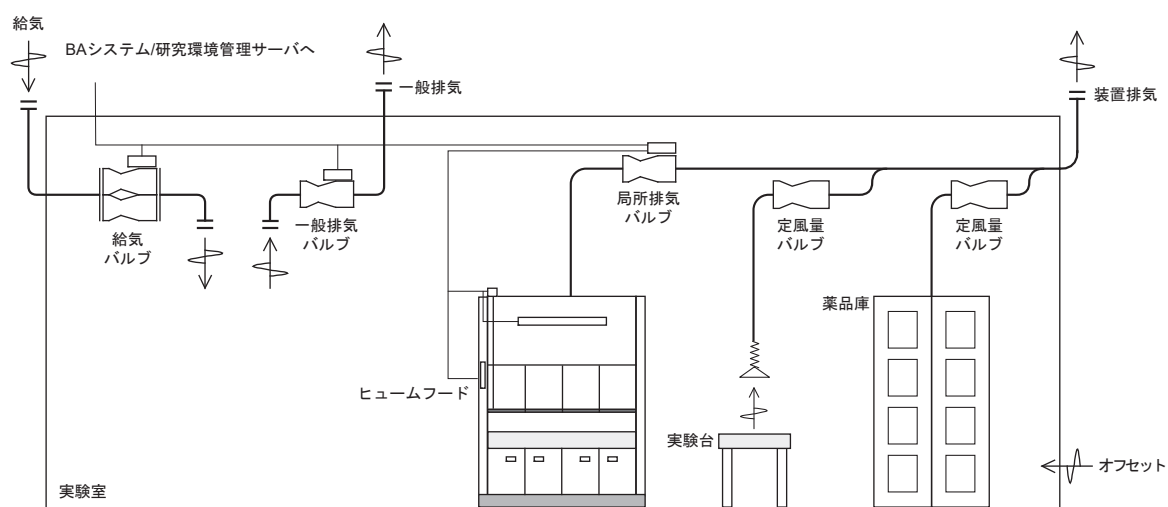 給気
BAシステム/研究環境管理サーバへ
一般排気
装置排気
給気
バルブ
一般排気
バルブ
局所排気
バルブ
定風量
バルブ
定風量
バルブ
薬品庫
ヒュームフード
実験台
オフセット
実験室